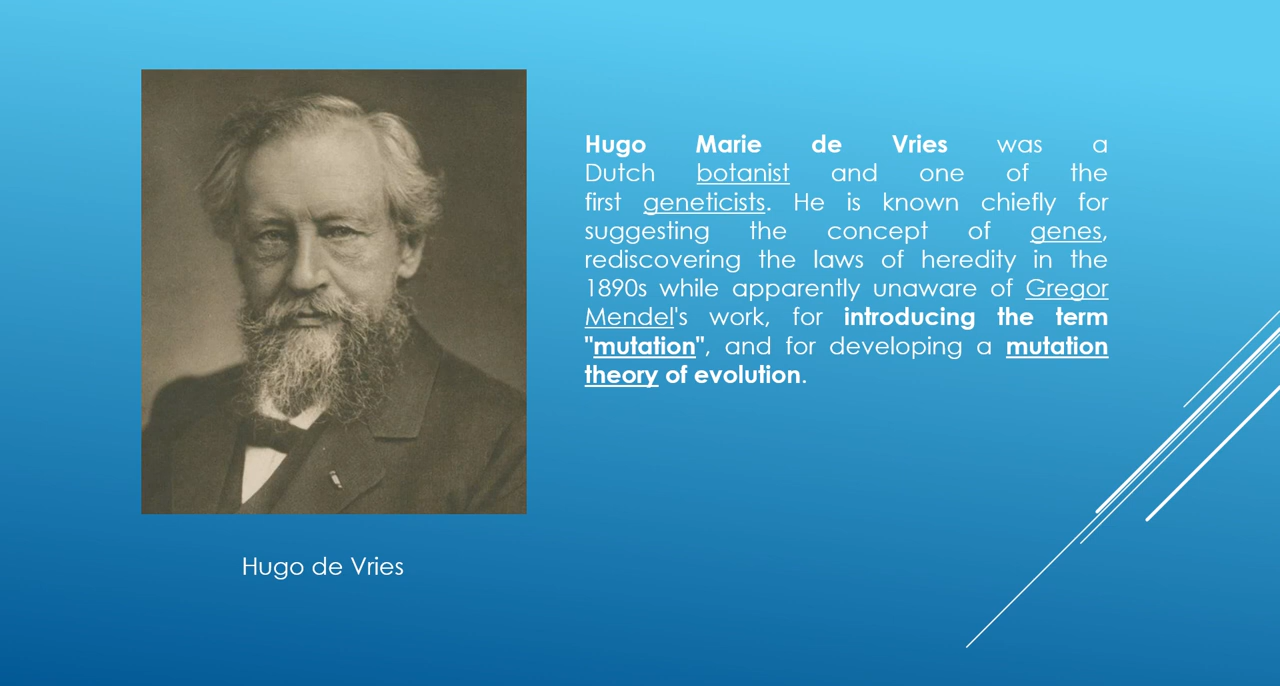 Hugo Marie de Vries was a
Dutch botanist and one of the
first geneticists. He is known chiefly for
suggesting the concept of genes,
rediscovering the laws of heredity in the
1890s while apparently unaware of Gregor
Mendel's work, for introducing the term
"mutation", and for developing a mutation
theory of evolution.
Hugo de Vries